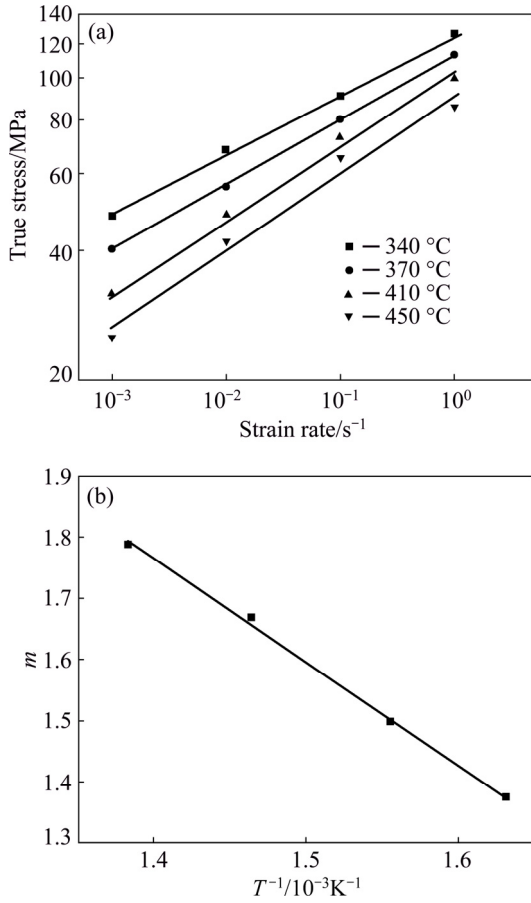 (a)
140
120
100
80
60
40
20
True stress/MPa
■ — 340 °C
● — 370 °C
▲ — 410 °C
▼ — 450 °C
10⁻³ 10⁻² 10⁻¹ 10⁰
Strain rate/s⁻¹
(b)
1.9
1.8
1.7
1.6
1.5
1.4
1.3
m
1.4 1.5 1.6
T⁻¹/10⁻³K⁻¹